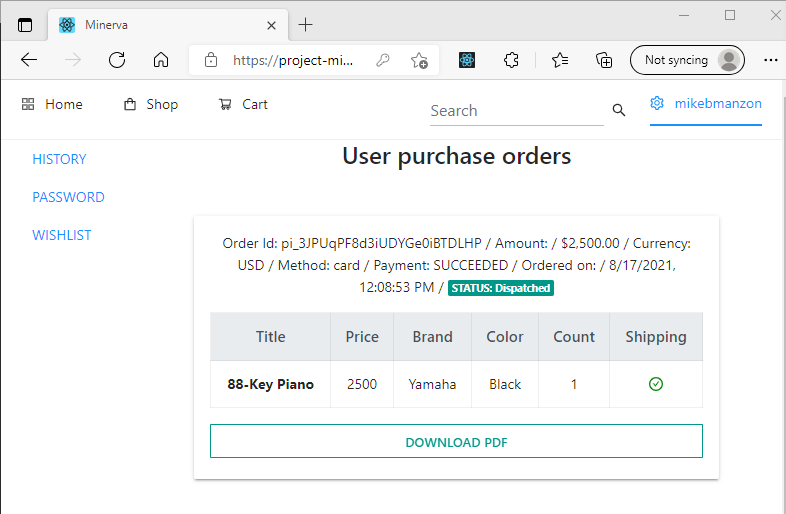 Minerva
https://project-mi...
Not syncing
Home Shop Cart Search mikebmanzon
HISTORY
PASSWORD
WISHLIST
User purchase orders
Order Id: pi_3JPUqPF8d3iUDYGe0iBTDLHP / Amount: / $2,500.00 / Currency:
USD / Method: card / Payment: SUCCEEDED / Ordered on: / 8/17/2021,
12:08:53 PM / STATUS: Dispatched
Title Price Brand Color Count Shipping
88-Key Piano 2500 Yamaha Black 1
DOWNLOAD PDF